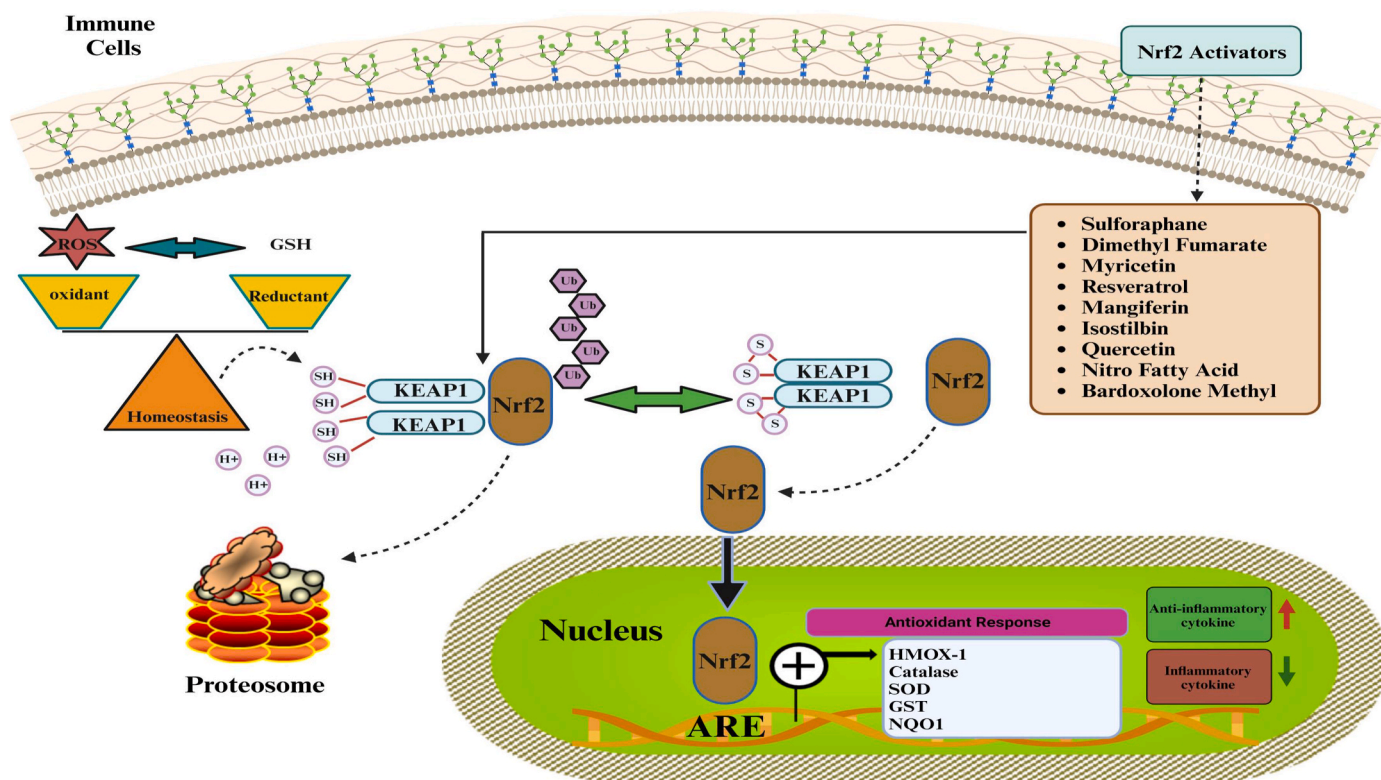 Immune
Cells
Nrf2 Activators
Sulforaphane
Dimethyl Fumarate
Myricetin
Resveratrol
Mangiferin
Isostilbin
Quercetin
Nitro Fatty Acid
Bardoxolone Methyl
ROS
GSH
oxidant
Reductant
Homeostasis
Ub
Ub
Ub
Ub
Ub
SH
SH
SH
SH
KEAP1
KEAP1
Nrf2
S
S
S
S
KEAP1
KEAP1
Nrf2
H+
H+
H+
Nrf2
Proteosome
Nucleus
Nrf2
ARE
+
Antioxidant Response
HMOX-1
Catalase
SOD
GST
NQO1
Anti-inflammatory
cytokine
Inflammatory
cytokine